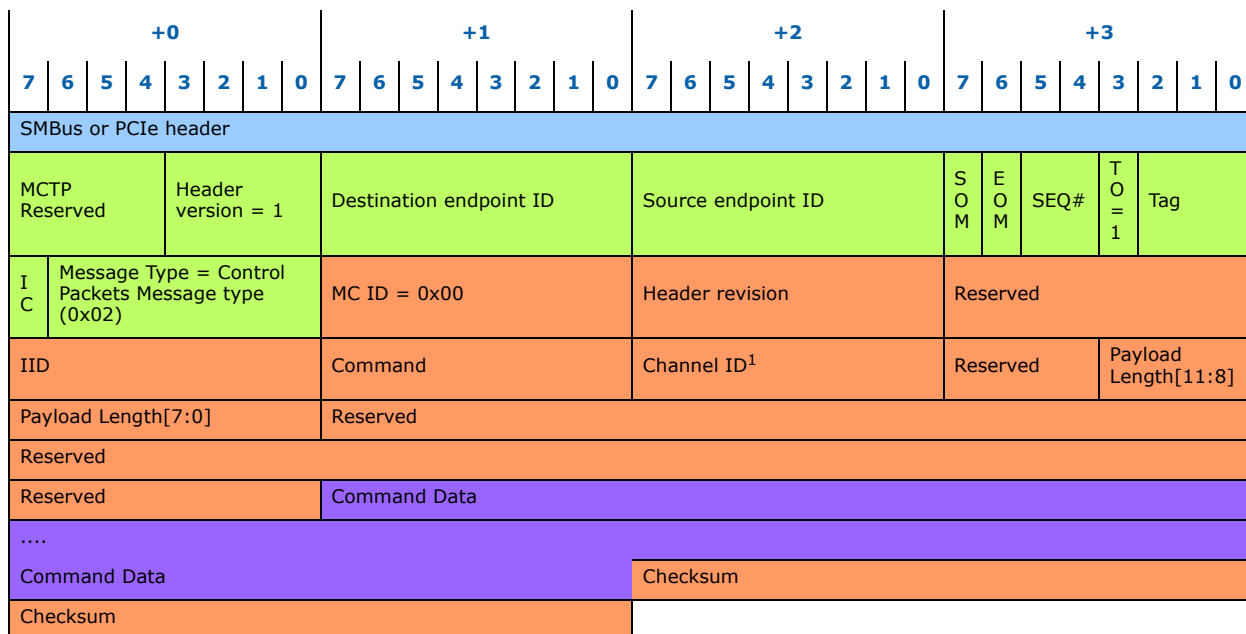 +0 +1 +2 +3
7 6 5 4 3 2 1 0 7 6 5 4 3 2 1 0 7 6 5 4 3 2 1 0 7 6 5 4 3 2 1 0
SMBus or PCIe header
MCTP
Reserved
Header
version = 1
Destination endpoint ID
Source endpoint ID
S
O
M
E
O
M
SEQ#
T
O
=
1
Tag
I
C
Message Type = Control
Packets Message type
(0x02)
MC ID = 0x00
Header revision
Reserved
IID
Command
Channel ID1
Reserved
Payload
Length[11:8]
Payload Length[7:0]
Reserved
Reserved
Reserved
Command Data
....
Command Data
Checksum
Checksum